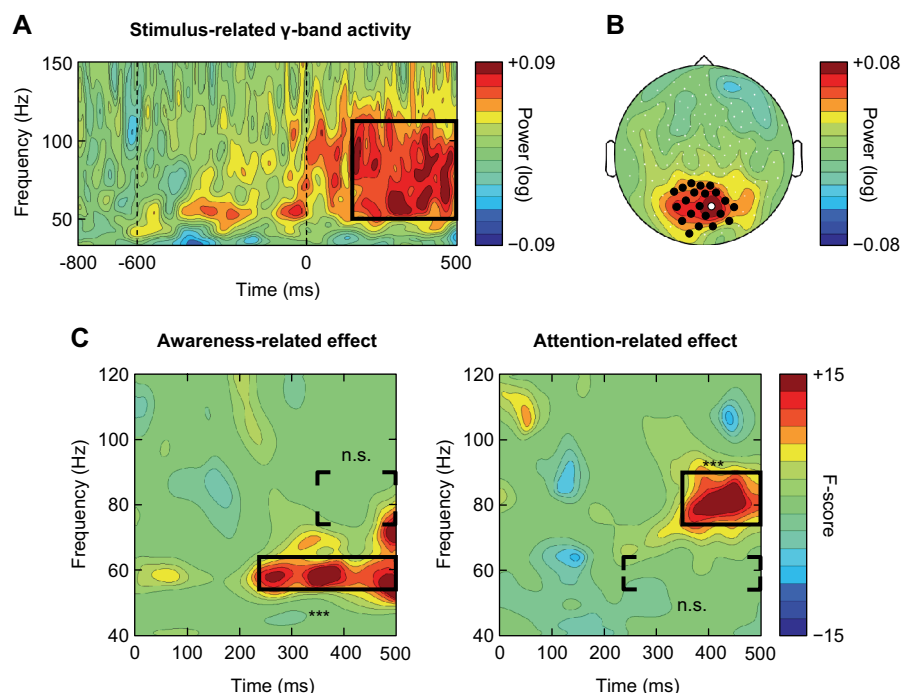 A
Stimulus-related γ-band activity
B
150
100
50
Frequency (Hz)
-800
-600
0
500
Time (ms)
+0.09
−0.09
Power (log)
+0.08
−0.08
Power (log)
C
Awareness-related effect
Attention-related effect
120
100
80
60
40
Frequency (Hz)
n.s.
***
0
100
200
300
400
500
Time (ms)
120
100
80
60
40
Frequency (Hz)
***
n.s.
0
100
200
300
400
500
Time (ms)
+15
−15
F-score